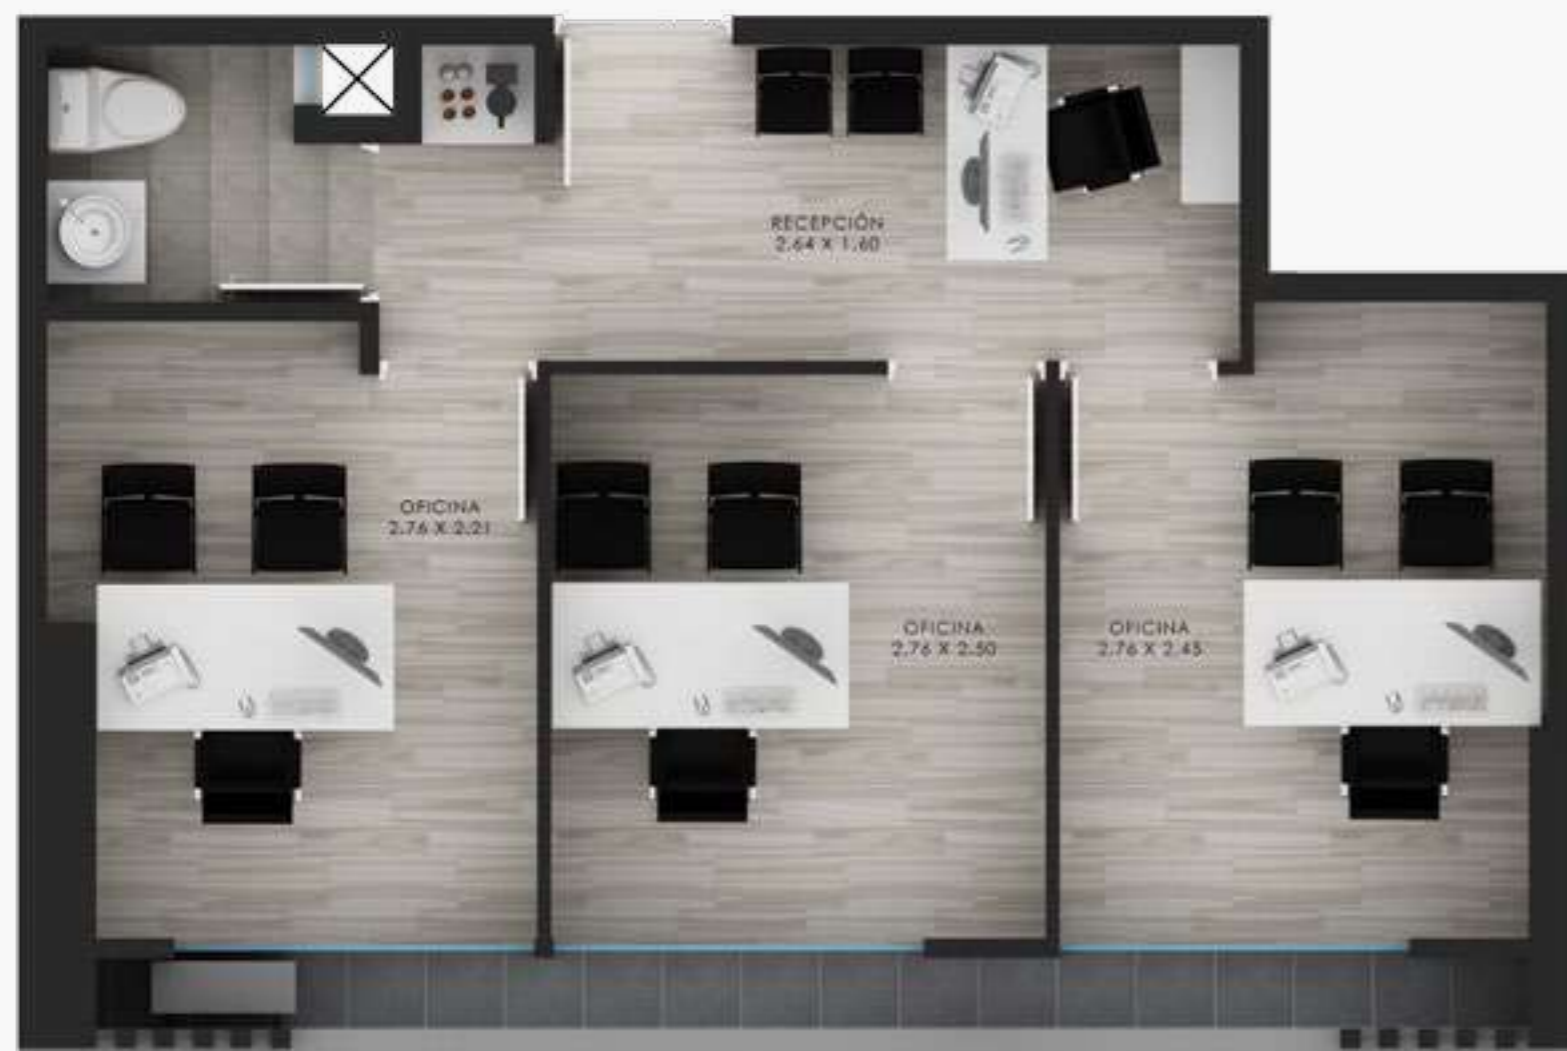 RECEPCIÓN
2.64 X 1.60
OFICINA
2.76 X 2.21
OFICINA
2.76 X 2.50
OFICINA
2.76 X 2.45